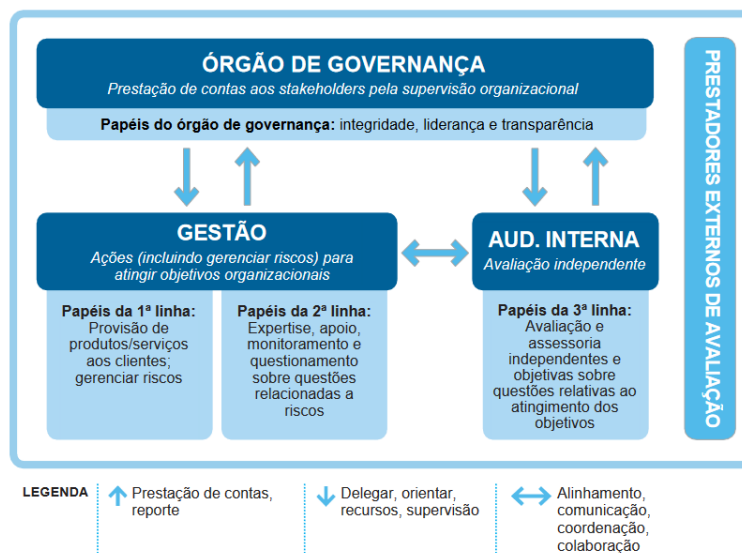 ÓRGÃO DE GOVERNANÇA
Prestação de contas aos stakeholders pela supervisão organizacional
Papéis do órgão de governança: integridade, liderança e transparência
GESTÃO
Ações (incluindo gerenciar riscos) para
atingir objetivos organizacionais
Papéis da 1ª linha:
Provisão de
produtos/serviços
aos clientes;
gerenciar riscos
Papéis da 2ª linha:
Expertise, apoio,
monitoramento e
questionamento
sobre questões
relacionadas a
riscos
AUD. INTERNA
Avaliação independente
Papéis da 3ª linha:
Avaliação e
assessoria
independentes e
objetivas sobre
questões relativas ao
atingimento dos
objetivos
PRESTADORES EXTERNOS DE AVALIAÇÃO
LEGENDA
Prestação de contas,
reporte
Delegar, orientar,
recursos, supervisão
Alinhamento,
comunicação,
coordenação,
colaboração